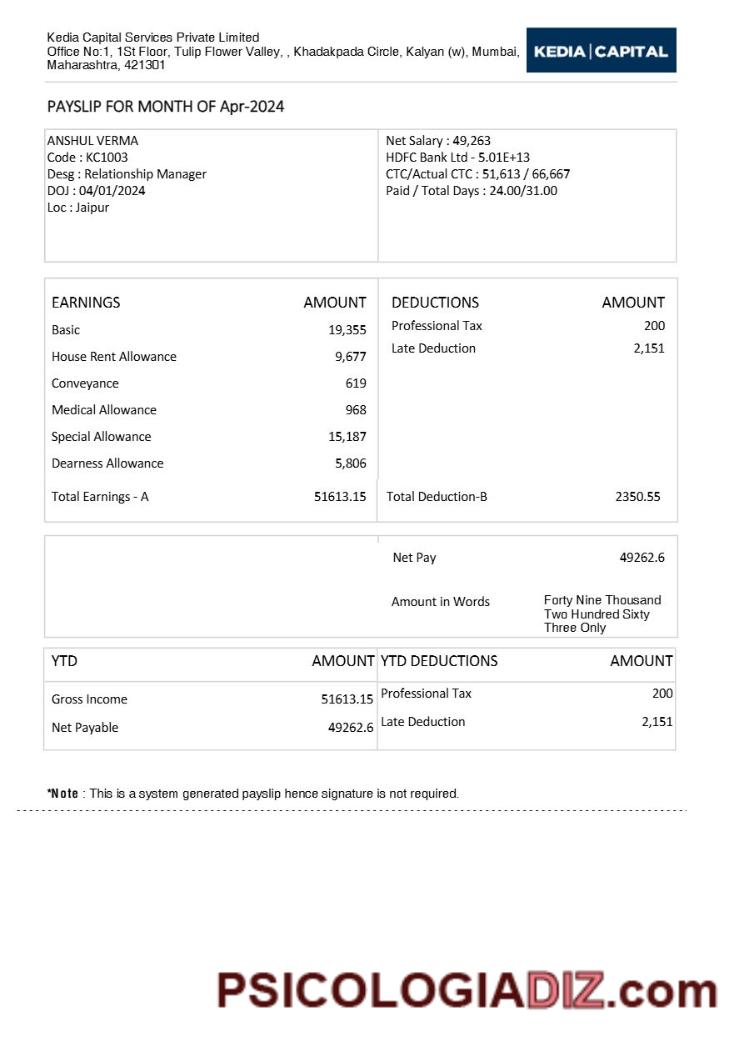 Kedia Capital Services Private Limited
Office No:1, 1St Floor, Tulip Flower Valley, , Khadakpada Circle, Kalyan (w), Mumbai,
Maharashtra, 421301
KEDIA|CAPITAL
PAYSLIP FOR MONTH OF Apr-2024
ANSHUL VERMA
Code : KC1003
Desg : Relationship Manager
DOJ : 04/01/2024
Loc : Jaipur
Net Salary : 49,263
HDFC Bank Ltd - 5.01E+13
CTC/Actual CTC : 51,613 / 66,667
Paid / Total Days : 24.00/31.00
EARNINGS AMOUNT
Basic 19,355
House Rent Allowance 9,677
Conveyance 619
Medical Allowance 968
Special Allowance 15,187
Dearness Allowance 5,806
Total Earnings - A 51613.15
DEDUCTIONS AMOUNT
Professional Tax 200
Late Deduction 2,151
Total Deduction-B 2350.55
Net Pay 49262.6
Amount in Words Forty Nine Thousand
Two Hundred Sixty
Three Only
YTD AMOUNT
Gross Income 51613.15
Net Payable 49262.6
YTD DEDUCTIONS AMOUNT
Professional Tax 200
Late Deduction 2,151
*Note : This is a system generated payslip hence signature is not required.
PSICOLOGIADIZ.com